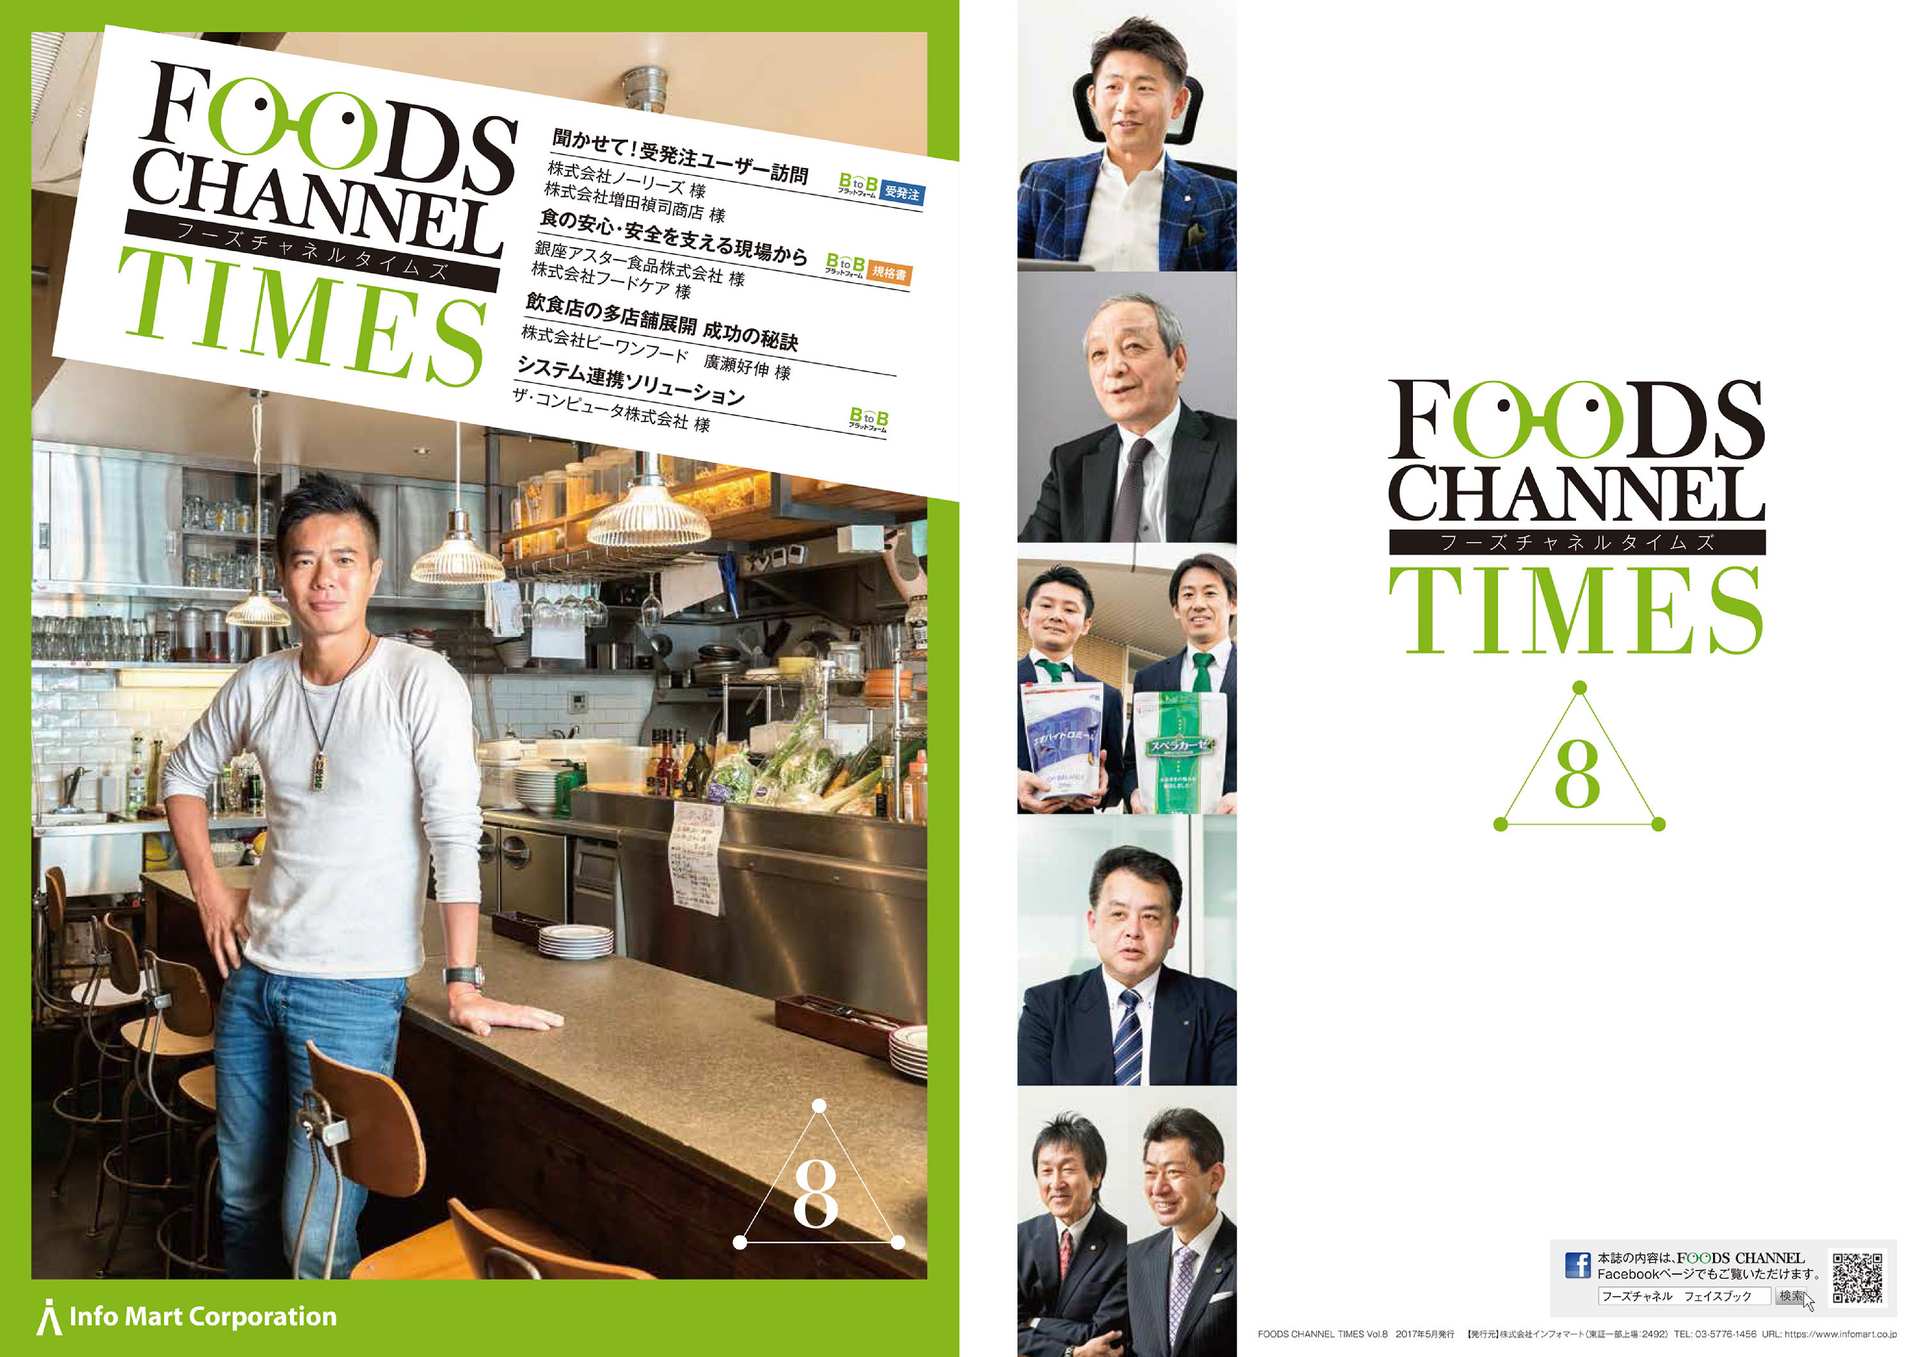 FOODS
CHANNEL
フーズチャネルタイムズ
TIMES
聞かせて!受発注ユーザー訪問
株式会社ノーリーズ 様
株式会社増田禎司商店 様
BtoB
プラットフォーム
受発注
食の安心・安全を支える現場から
銀座アスター食品株式会社 様
株式会社フードケア 様
BtoB
プラットフォーム
規格書
飲食店の多店舗展開 成功の秘訣
株式会社ビーワンフード 廣瀬好伸 様
システム連携ソリューション
ザ・コンピュータ株式会社 様
BtoB
プラットフォーム
8
Info Mart Corporation
スベラカーゼ
FOODS
CHANNEL
フーズチャネルタイムズ
TIMES
8
本誌の内容は、FOODS CHANNEL
Facebookページでもご覧いただけます。
フーズチャネル フェイスブック 検索
FOODS CHANNEL TIMES Vol.8 2017年5月発行 【発行元】株式会社インフォマート(東証一部上場:2492) TEL: 03-5776-1456 URL: https://www.infomart.co.jp